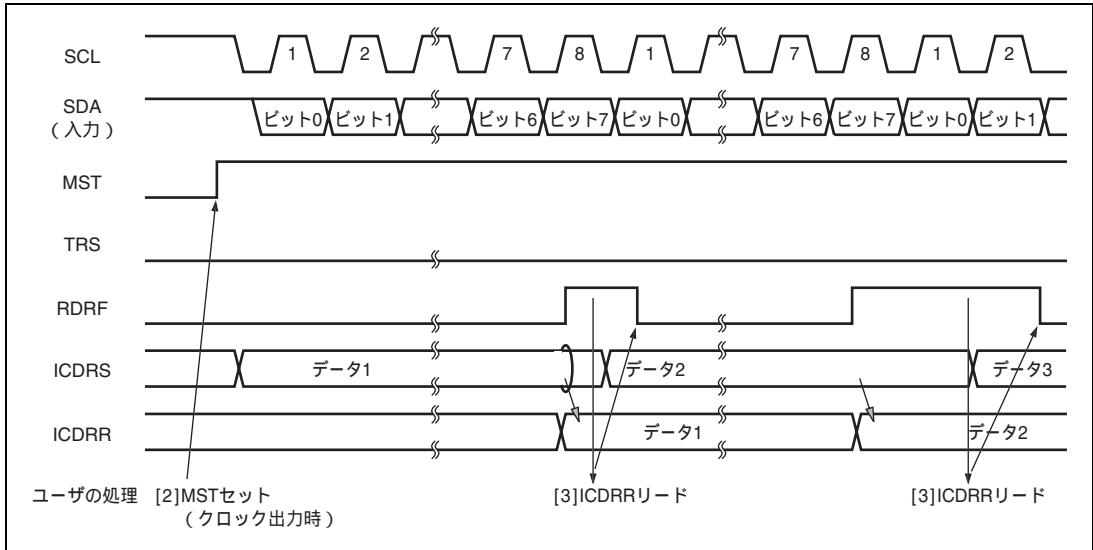 SCL 1 2 7 8 1 7 8 1 2
SDA ビット0 ビット1 ビット6 ビット7 ビット0 ビット6 ビット7 ビット0 ビット1
(入力)
MST
TRS
RDRF
ICDRS データ1 データ2 データ3
ICDRR データ1 データ2
ユーザの処理 [2]MSTセット [3]ICDRRリード [3]ICDRRリード
(クロック出力時)